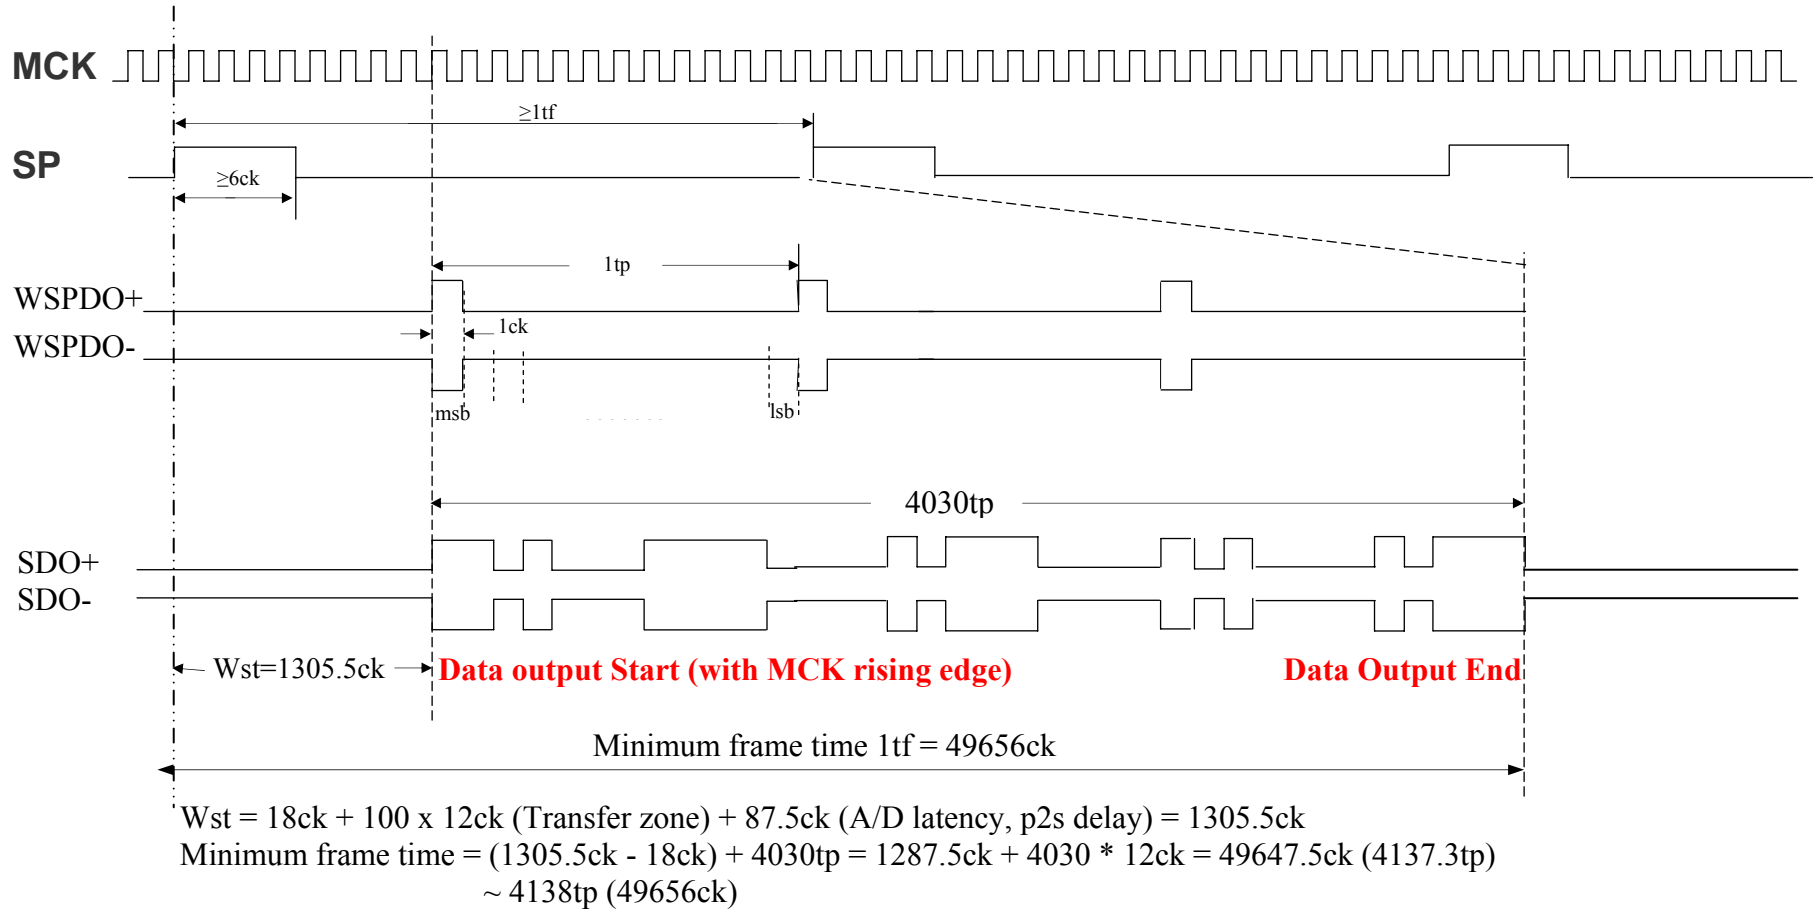 MCK
≥1tf
SP
≥6ck
1tp
WSPDO+
1ck
WSPDO-
msb
lsb
4030tp
SDO+
SDO-
Wst=1305.5ck
Data output Start (with MCK rising edge)
Data Output End
Minimum frame time 1tf = 49656ck
Wst = 18ck + 100 x 12ck (Transfer zone) + 87.5ck (A/D latency, p2s delay) = 1305.5ck
Minimum frame time = (1305.5ck - 18ck) + 4030tp = 1287.5ck + 4030 * 12ck = 49647.5ck (4137.3tp)
~ 4138tp (49656ck)